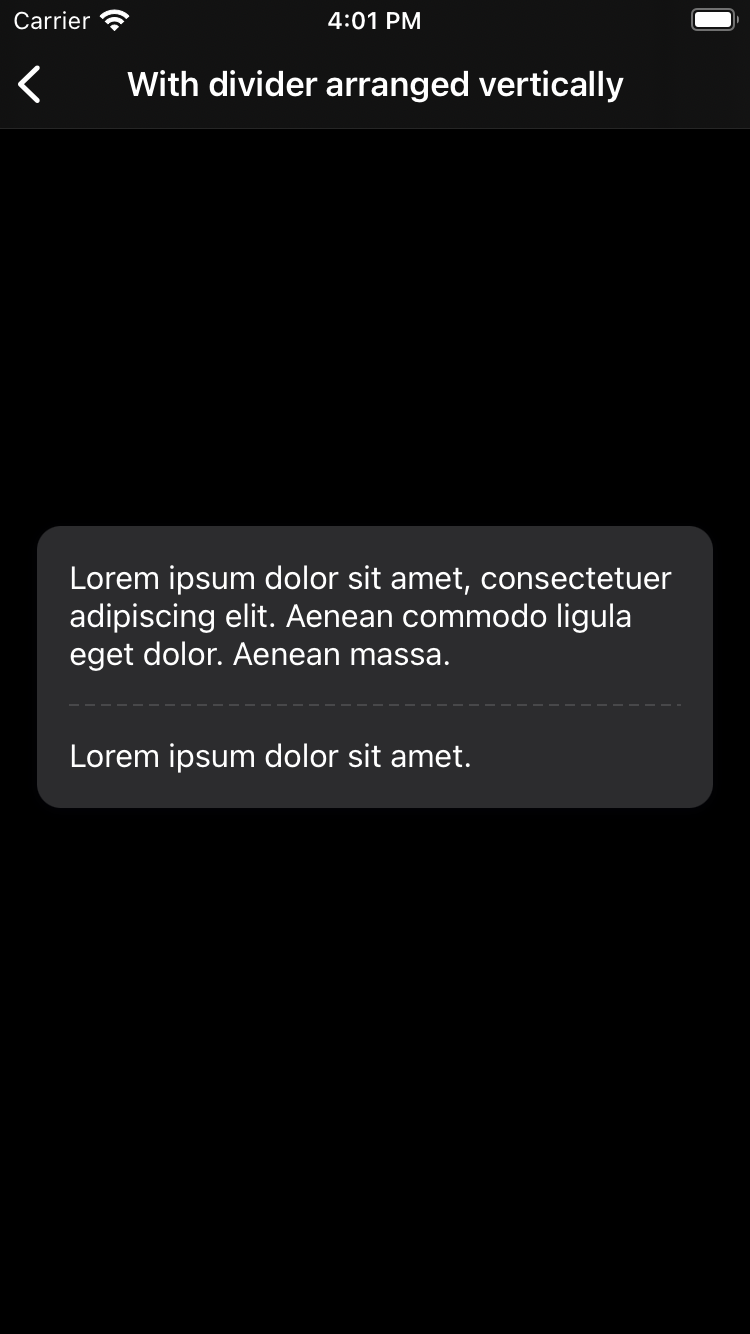 Carrier 4:01 PM
With divider arranged vertically
Lorem ipsum dolor sit amet, consectetuer
adipiscing elit. Aenean commodo ligula
eget dolor. Aenean massa.
Lorem ipsum dolor sit amet.